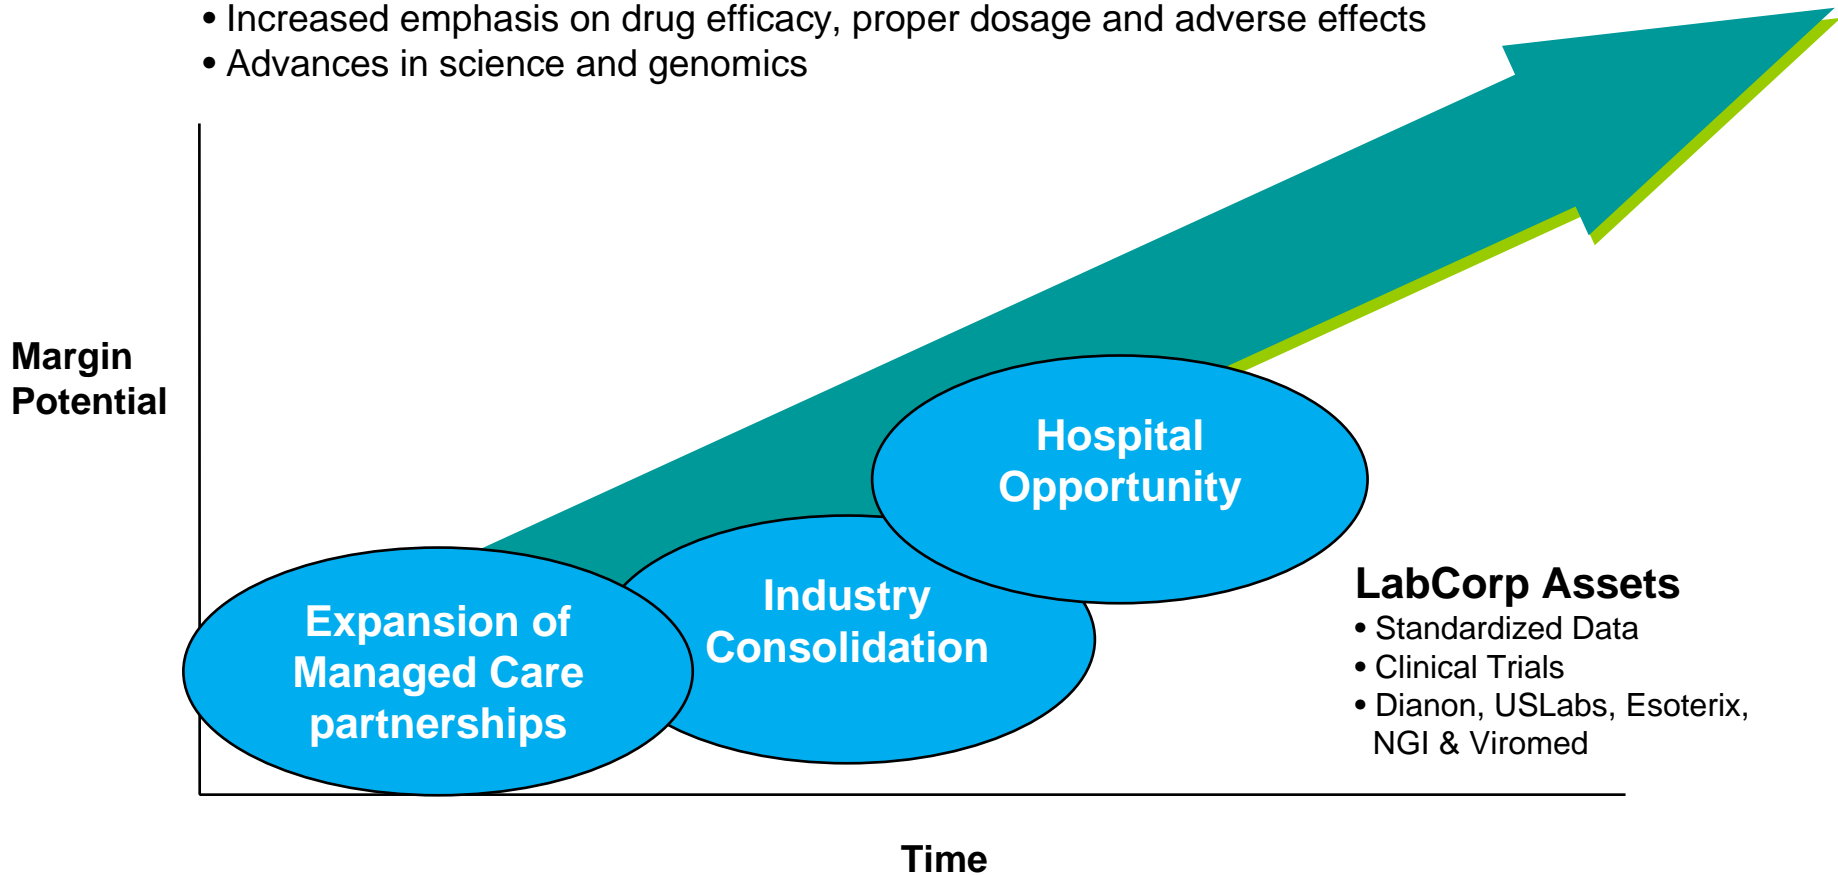 • Increased emphasis on drug efficacy, proper dosage and adverse effects
• Advances in science and genomics
Margin
Potential
Hospital
Opportunity
Industry
Consolidation
Expansion of
Managed Care
partnerships
LabCorp Assets
• Standardized Data
• Clinical Trials
• Dianon, USLabs, Esoterix,
NGI & Viromed
Time